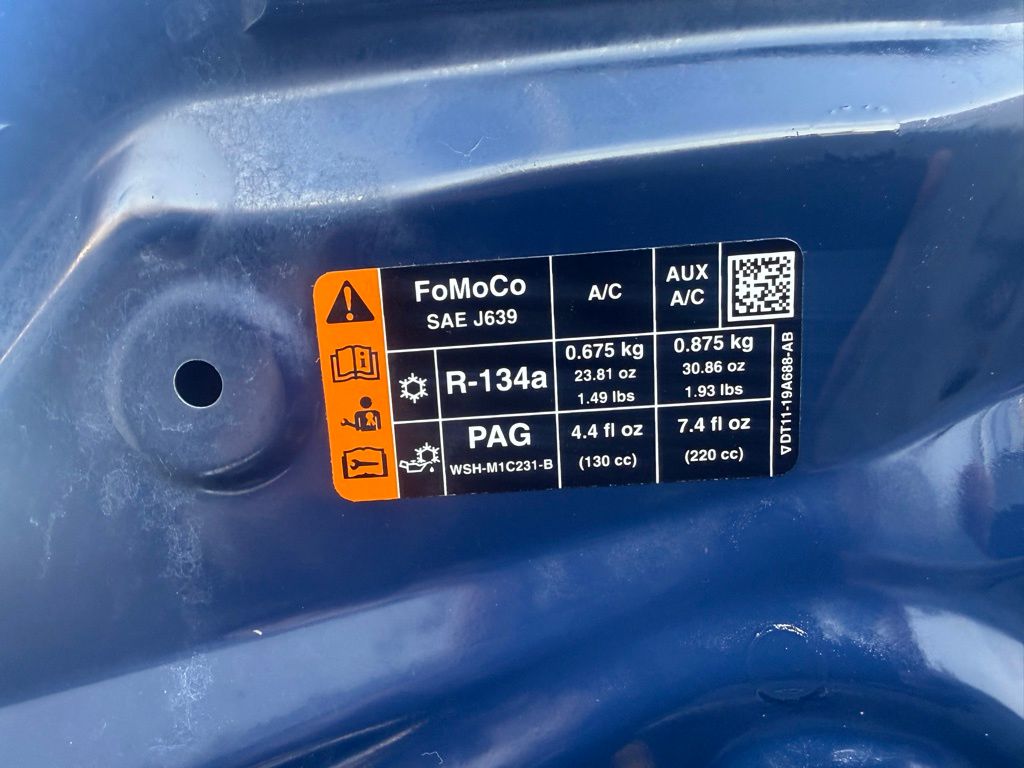 FoMoCo
SAE J639
A/C
AUX
A/C
R-134a
0.675 kg
23.81 oz
1.49 lbs
0.875 kg
30.86 oz
1.93 lbs
PAG
WSH-M1C231-B
4.4 fl oz
(130 cc)
7.4 fl oz
(220 cc)
∇DT11-19A688-AB